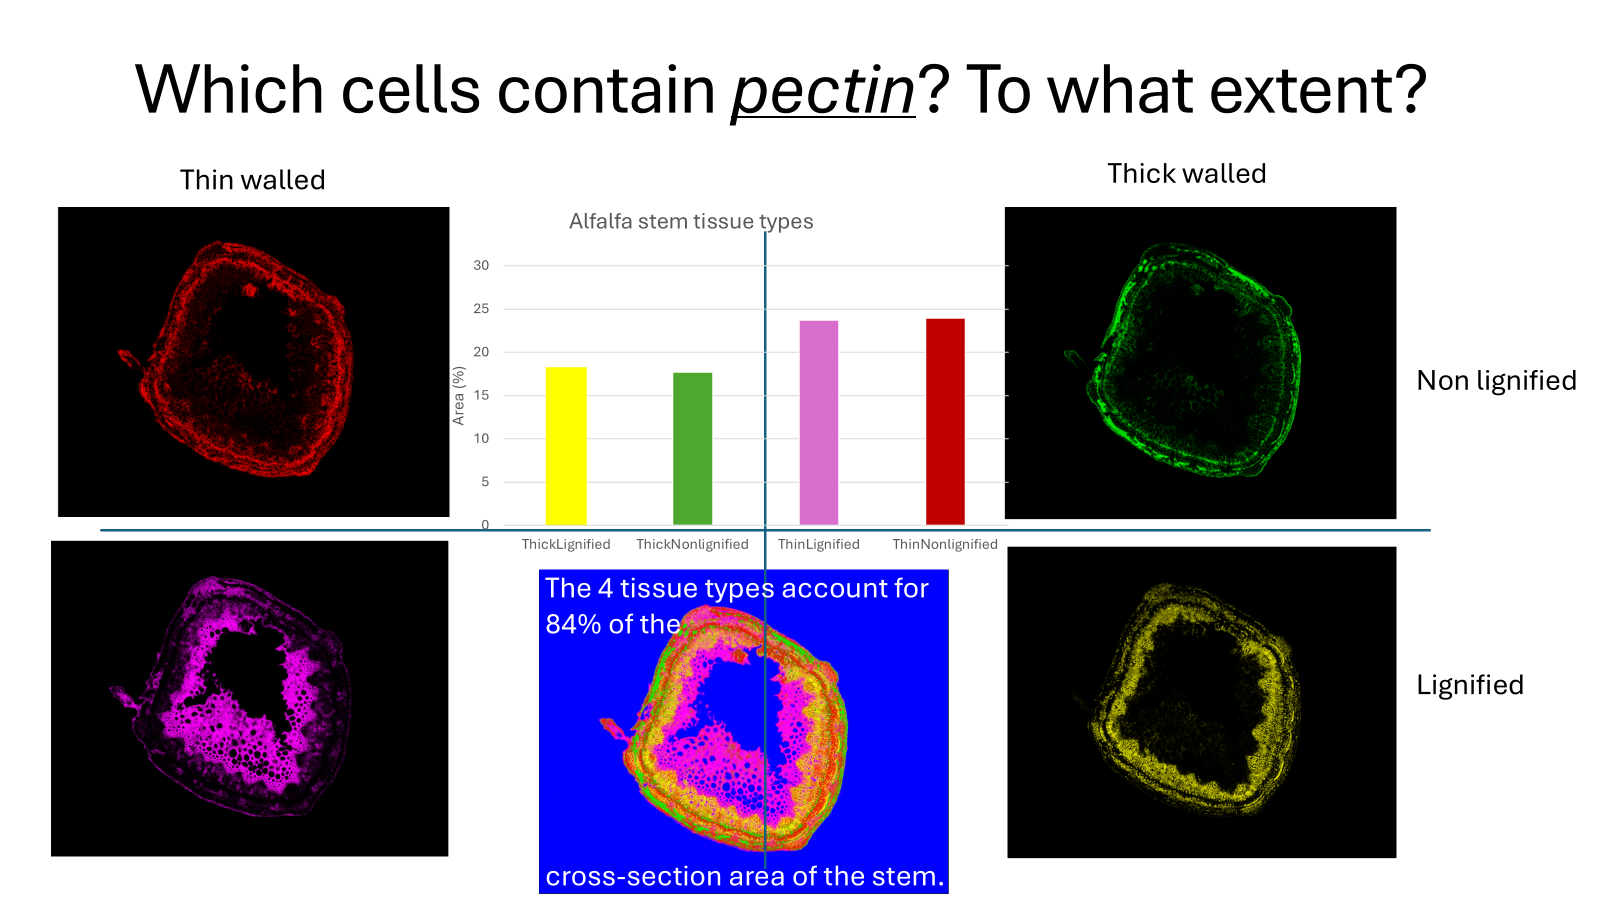 Which cells contain pectin? To what extent?
Thin walled
Thick walled
Alfalfa stem tissue types
30
25
20
15
10
5
0
Area (%)
ThickLignified
ThickNonlignified
ThinLignified
ThinNonlignified
Non lignified
Lignified
The 4 tissue types account for
84% of the
cross-section area of the stem.